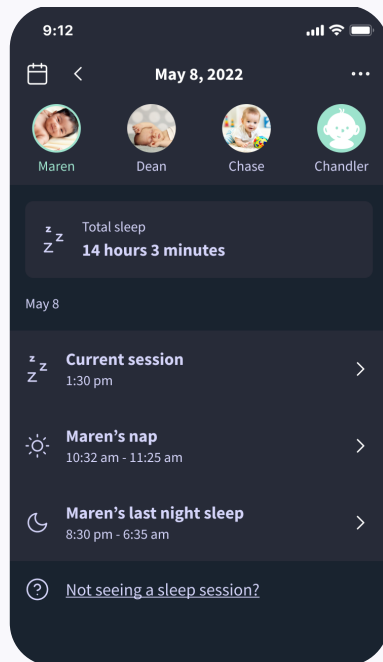 9:12
May 8, 2022
Maren
Dean
Chase
Chandler
z z z
Total sleep
14 hours 3 minutes
May 8
z z z
Current session
1:30 pm
Maren’s nap
10:32 am - 11:25 am
Maren’s last night sleep
8:30 pm - 6:35 am
? Not seeing a sleep session?